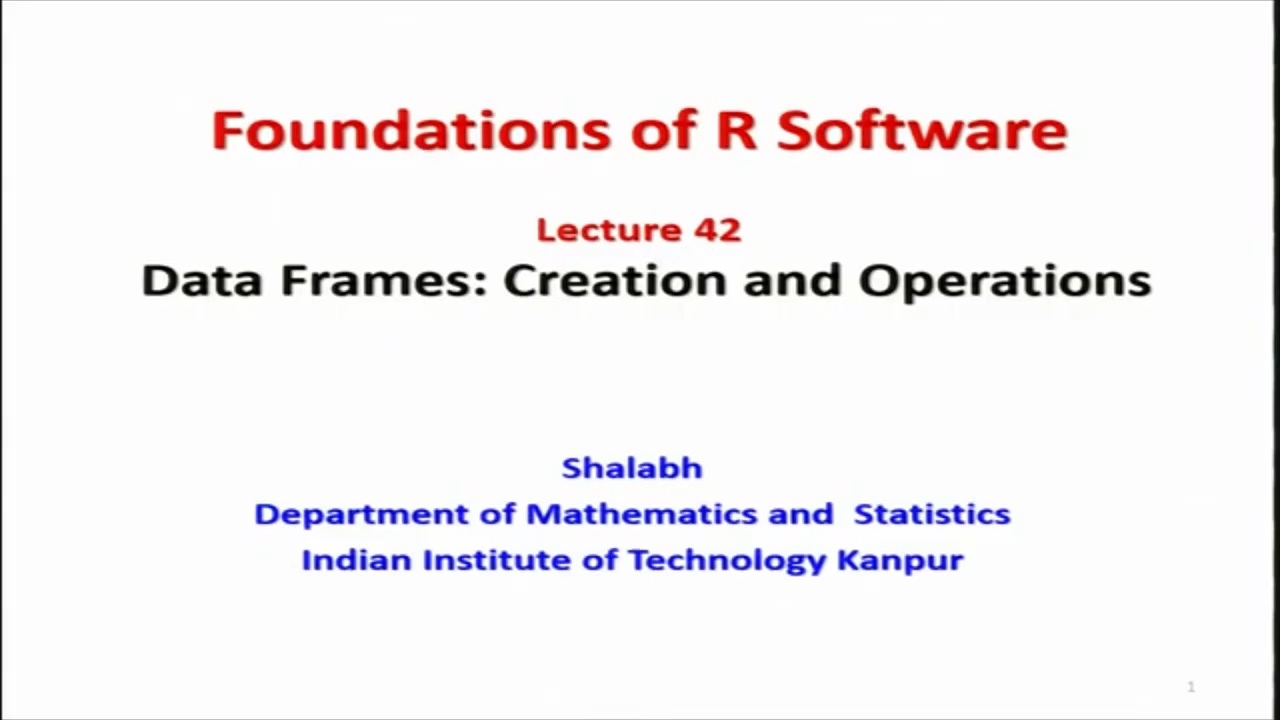 Foundations of R Software
Lecture 42
Data Frames: Creation and Operations
Shalabh
Department of Mathematics and Statistics
Indian Institute of Technology Kanpur
1